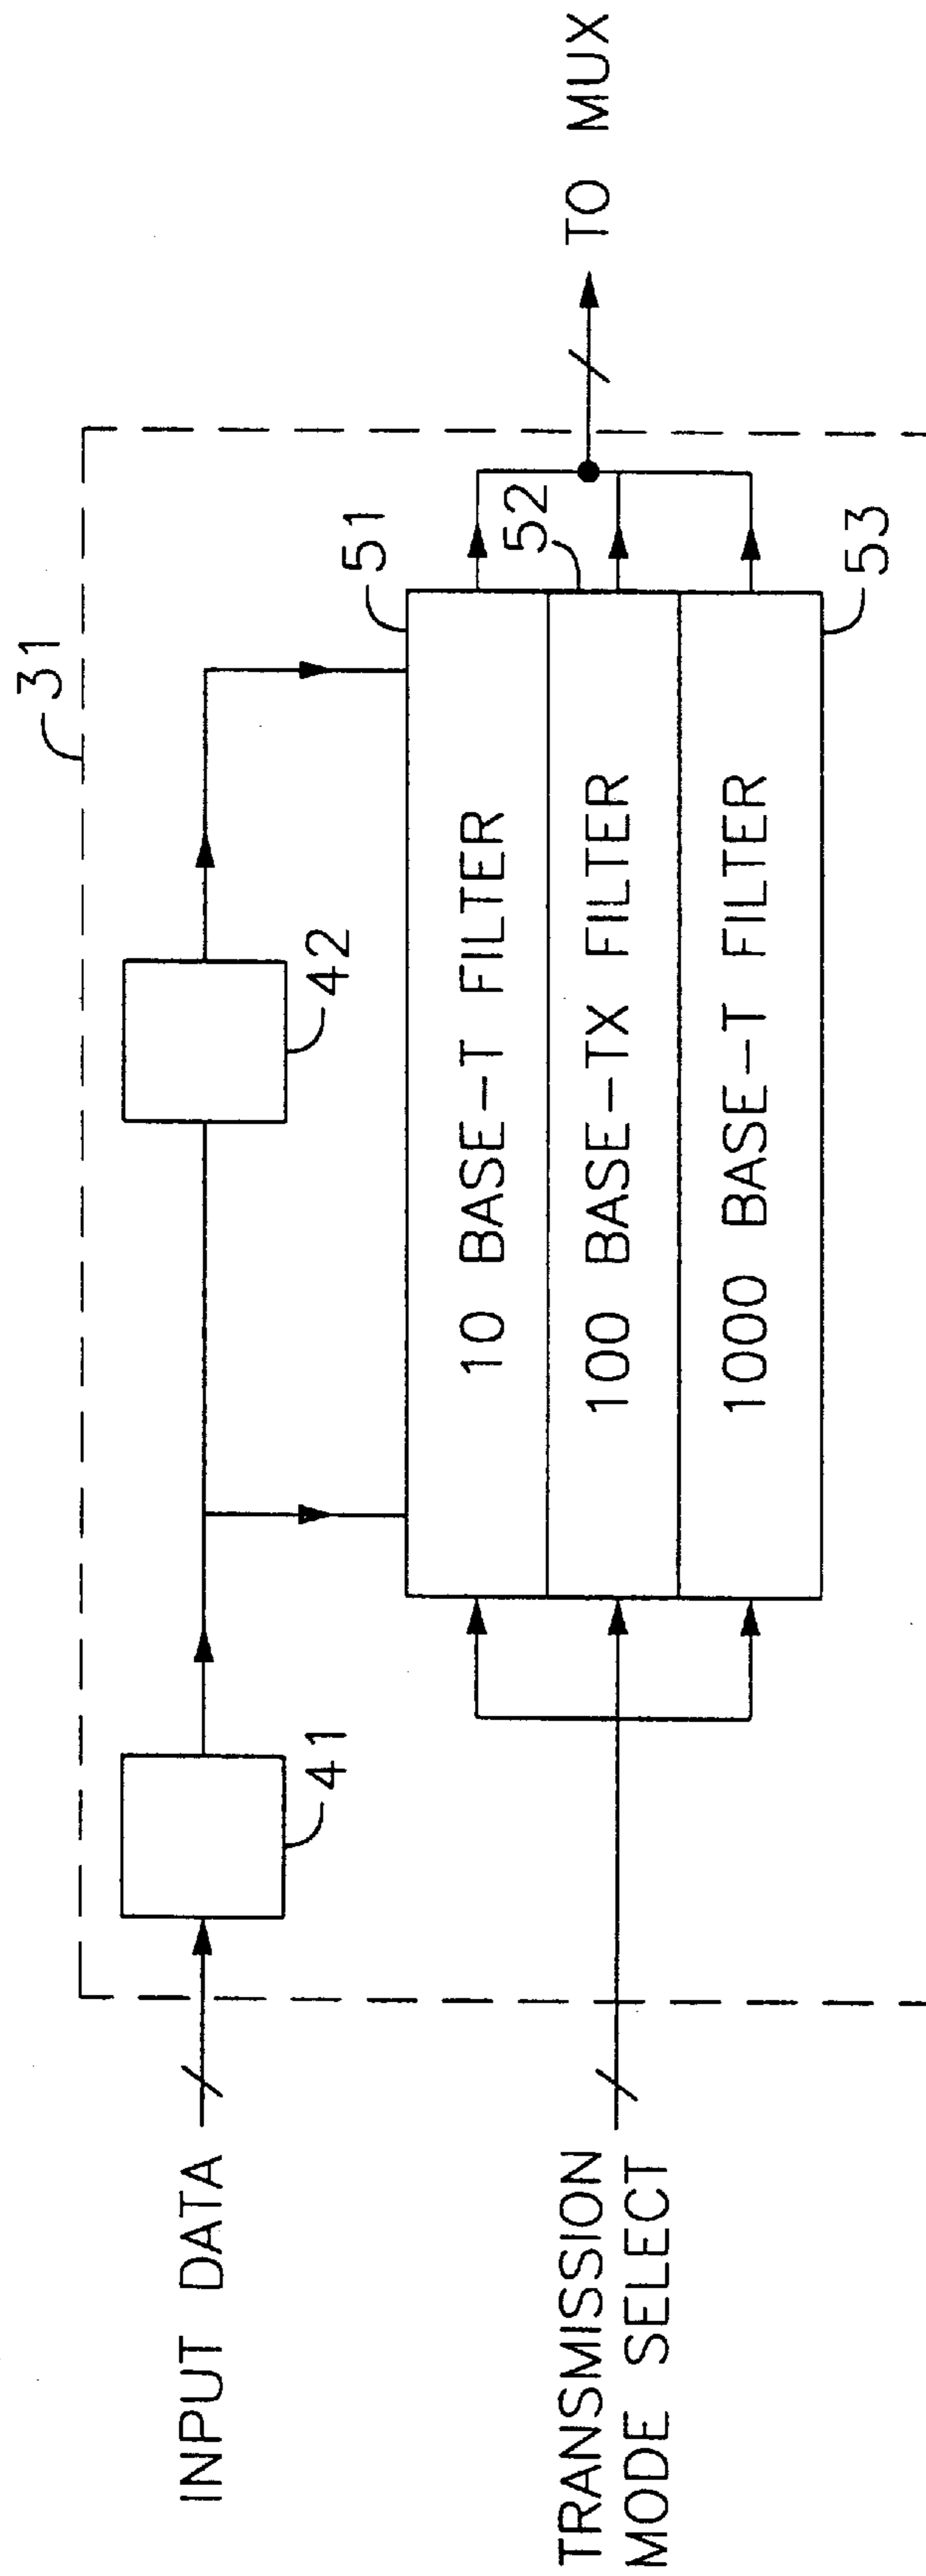 31
INPUT DATA
41
42
51
10 BASE-T FILTER
52
TRANSMISSION
MODE SELECT
100 BASE-TX FILTER
TO MUX
1000 BASE-T FILTER
53